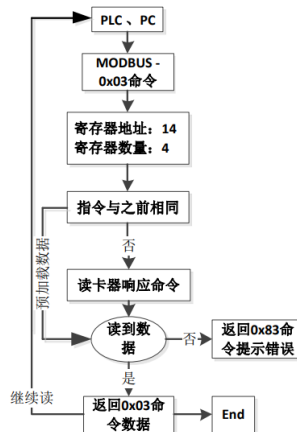 PLC 、PC
MODBUS -
0x03命令
寄存器地址：14
寄存器数量：4
指令与之前相同
预加载数据
否
读卡器响应命令
读到数
据
否
返回0x83命
令提示错误
是
继续读
返回0x03命
令数据
End